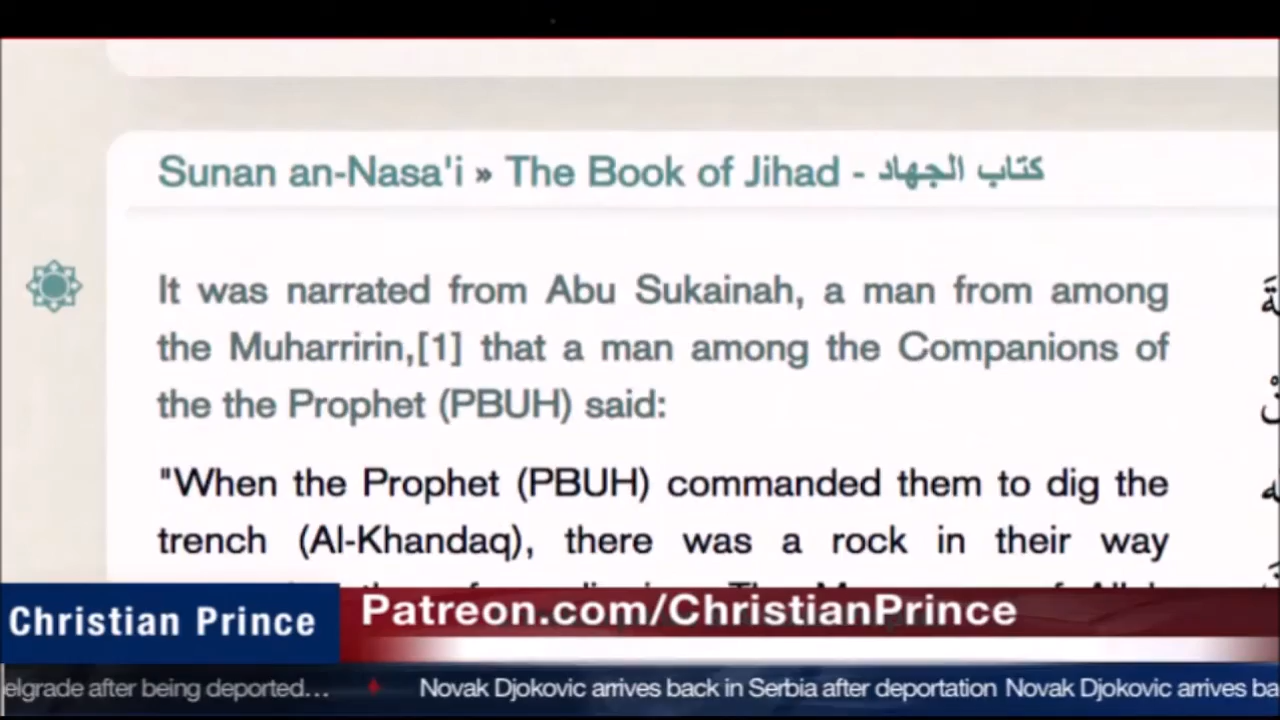 Sunan an-Nasa'i » The Book of Jihad - كتاب الجهاد
It was narrated from Abu Sukainah, a man from among
the Muharririn,[1] that a man among the Companions of
the the Prophet (PBUH) said:
"When the Prophet (PBUH) commanded them to dig the
trench (Al-Khandaq), there was a rock in their way
Christian Prince
Patreon.com/ChristianPrince
elgrade after being deported... ♦ Novak Djokovic arrives back in Serbia after deportation Novak Djokovic arrives ba